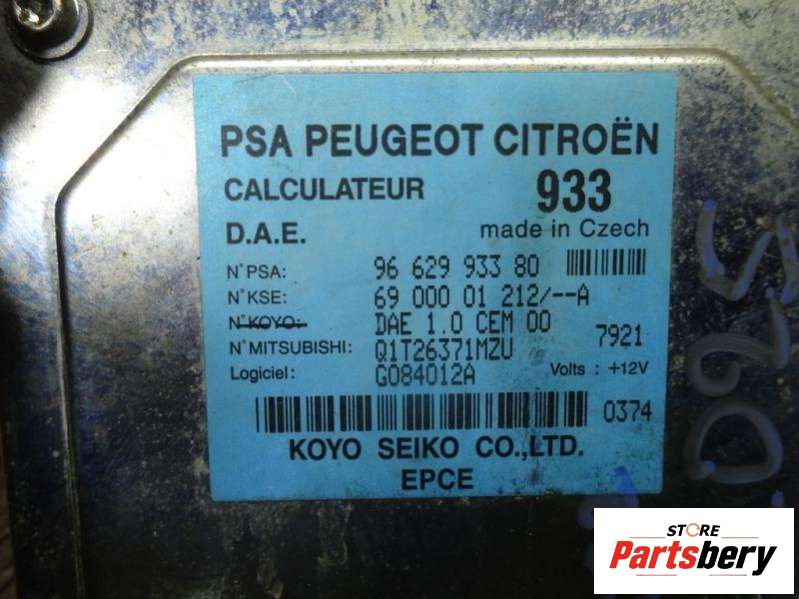 PSA PEUGEOT CITROËN
CALCULATEUR 933
D.A.E. made in Czech
N°PSA: 96 629 933 80
N°KSE: 69 000 01 212/--A
N°KOYO: DAE 1.0 CEM 00
N°MITSUBISHI: Q1T26371MZU 7921
Logiciel: G084012A Volts : +12V
0374
KOYO SEIKO CO.,LTD.
EPCE
STORE
Partsbery